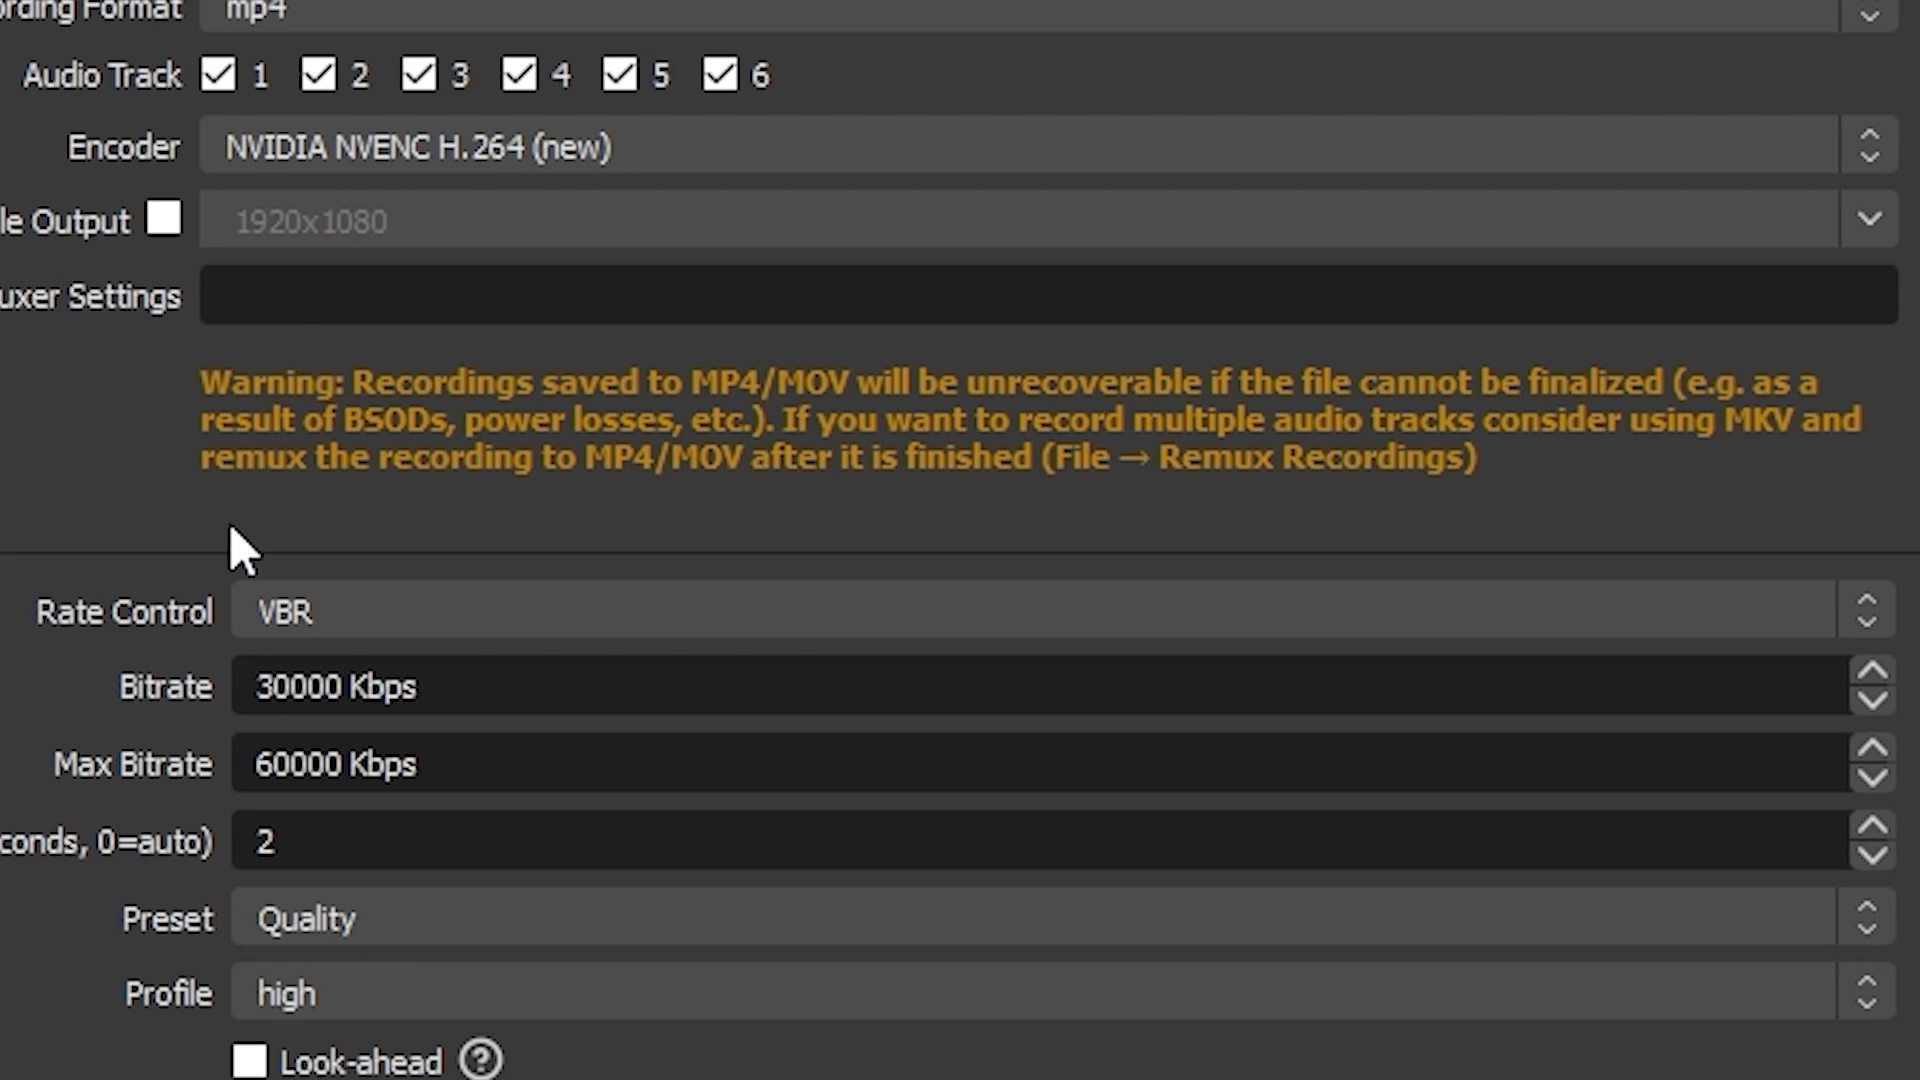 ording Format mp4
Audio Track 1 2 3 4 5 6
Encoder NVIDIA NVENC H.264 (new)
le Output 1920x1080
uxer Settings
Warning: Recordings saved to MP4/MOV will be unrecoverable if the file cannot be finalized (e.g. as a
result of BSODs, power losses, etc.). If you want to record multiple audio tracks consider using MKV and
remux the recording to MP4/MOV after it is finished (File → Remux Recordings)
Rate Control VBR
Bitrate 30000 Kbps
Max Bitrate 60000 Kbps
conds, 0=auto) 2
Preset Quality
Profile high
Look-ahead ?